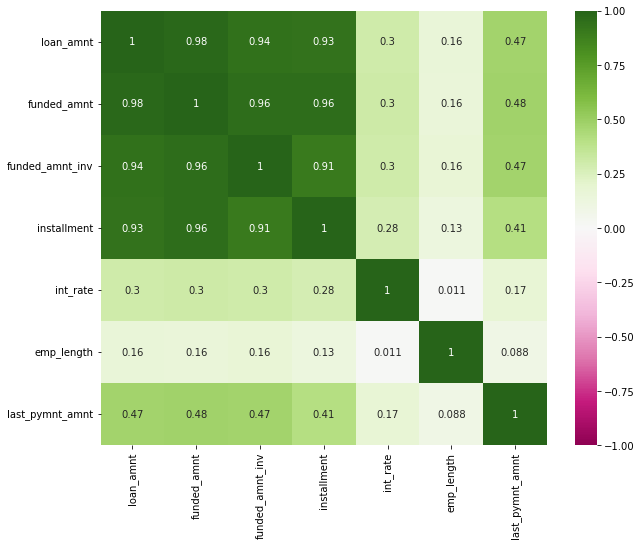 loan_amnt 1 0.98 0.94 0.93 0.3 0.16 0.47
funded_amnt 0.98 1 0.96 0.96 0.3 0.16 0.48
funded_amnt_inv 0.94 0.96 1 0.91 0.3 0.16 0.47
installment 0.93 0.96 0.91 1 0.28 0.13 0.41
int_rate 0.3 0.3 0.3 0.28 1 0.011 0.17
emp_length 0.16 0.16 0.16 0.13 0.011 1 0.088
last_pymnt_amnt 0.47 0.48 0.47 0.41 0.17 0.088 1
loan_amnt
funded_amnt
funded_amnt_inv
installment
int_rate
emp_length
last_pymnt_amnt
1.00
0.75
0.50
0.25
0.00
−0.25
−0.50
−0.75
−1.00